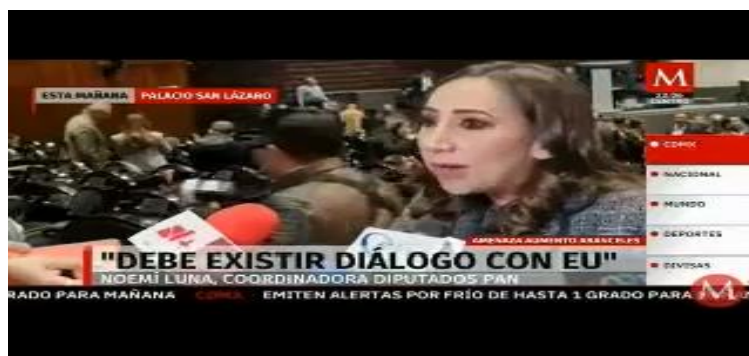 M
ESTA MAÑANA PALACIO SAN LÁZARO
CENTRO
CDMX
NACIONAL
MUNDO
DEPORTES
DIVISAS
AMENAZA AUMENTO ARANCELES
"DEBE EXISTIR DIÁLOGO CON EU"
NOEMÍ LUNA, COORDINADORA DIPUTADOS PAN
RADO PARA MAÑANA CDMX EMITEN ALERTAS POR FRÍO DE HASTA 1 GRADO PARA
M